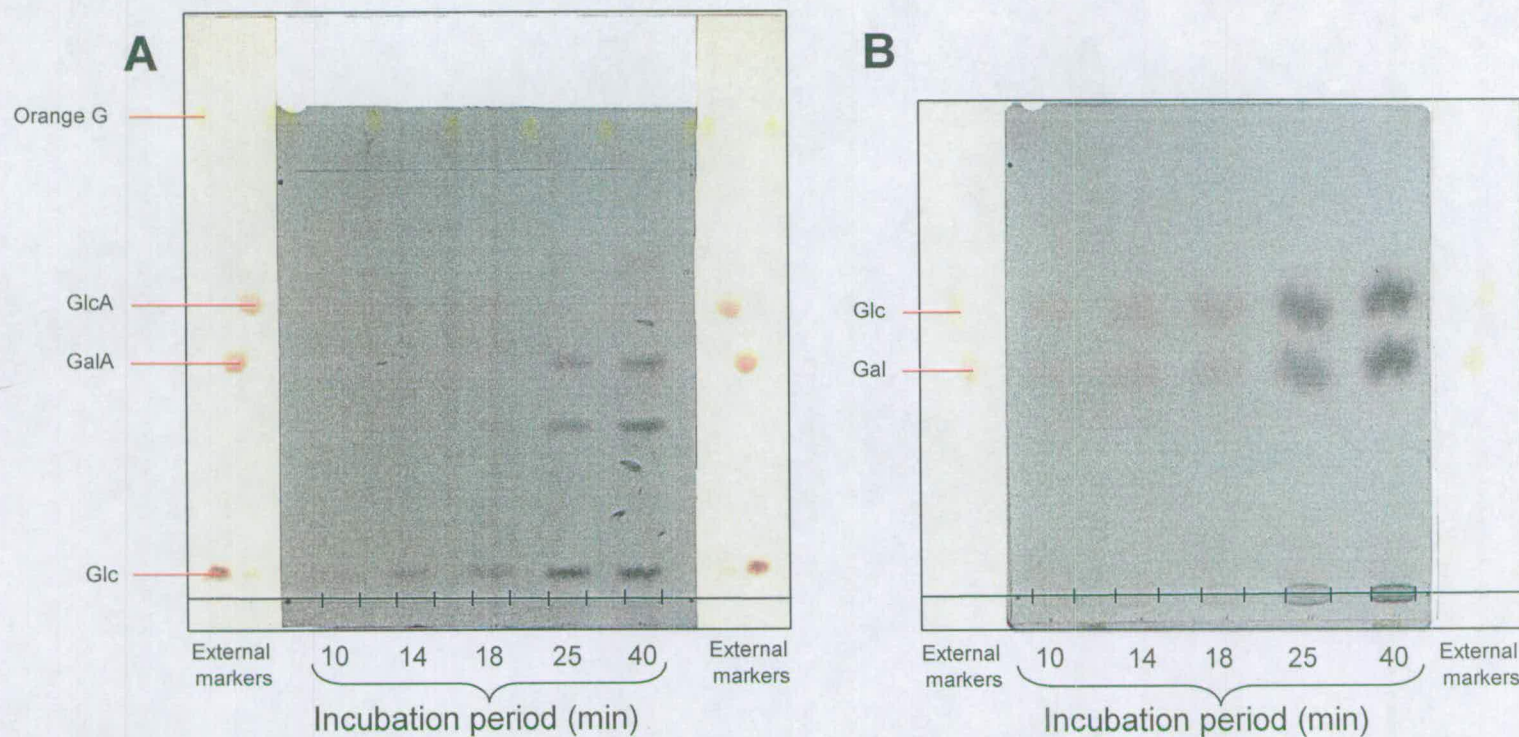 A
Orange G
GlcA
GalA
Glc
External
markers
10
14
18
25
40
External
markers
Incubation period (min)
B
Glc
Gal
External
markers
10
14
18
25
40
External
markers
Incubation period (min)